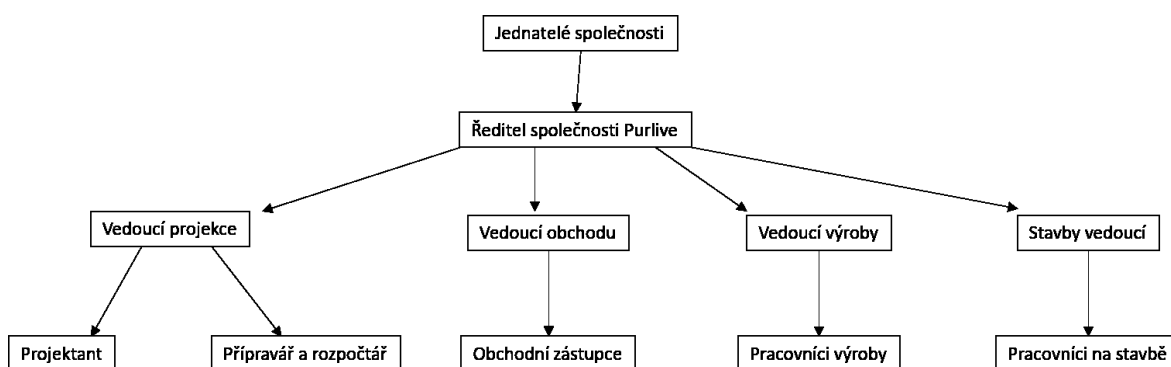 Jednatelé společnosti
Ředitel společnosti Purlive
Vedoucí projekce
Vedoucí obchodu
Vedoucí výroby
Stavby vedoucí
Projektant
Přípravář a rozpočtář
Obchodní zástupce
Pracovníci výroby
Pracovníci na stavbě